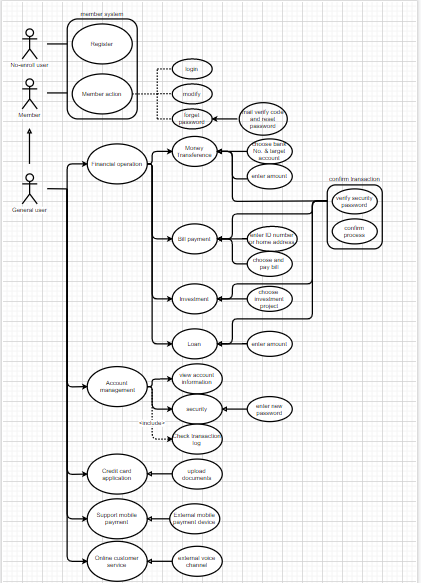 member system
Register
No-enroll user
Member action
login
modify
forget
password
mail verify code
and reset
password
Member
General user
Financial operation
Money
Transference
choose bank
No. & target
account
enter amount
confirm transaction
verify security
password
confirm
process
Bill payment
enter ID number
or home address
choose and
pay bill
Investment
choose
investment
project
Loan
enter amount
Account
management
view account
information
security
enter new
password
<include>
Check transaction
log
Credit card
application
upload
documents
Support mobile
payment
External mobile
payment device
Online customer
service
external voice
channel